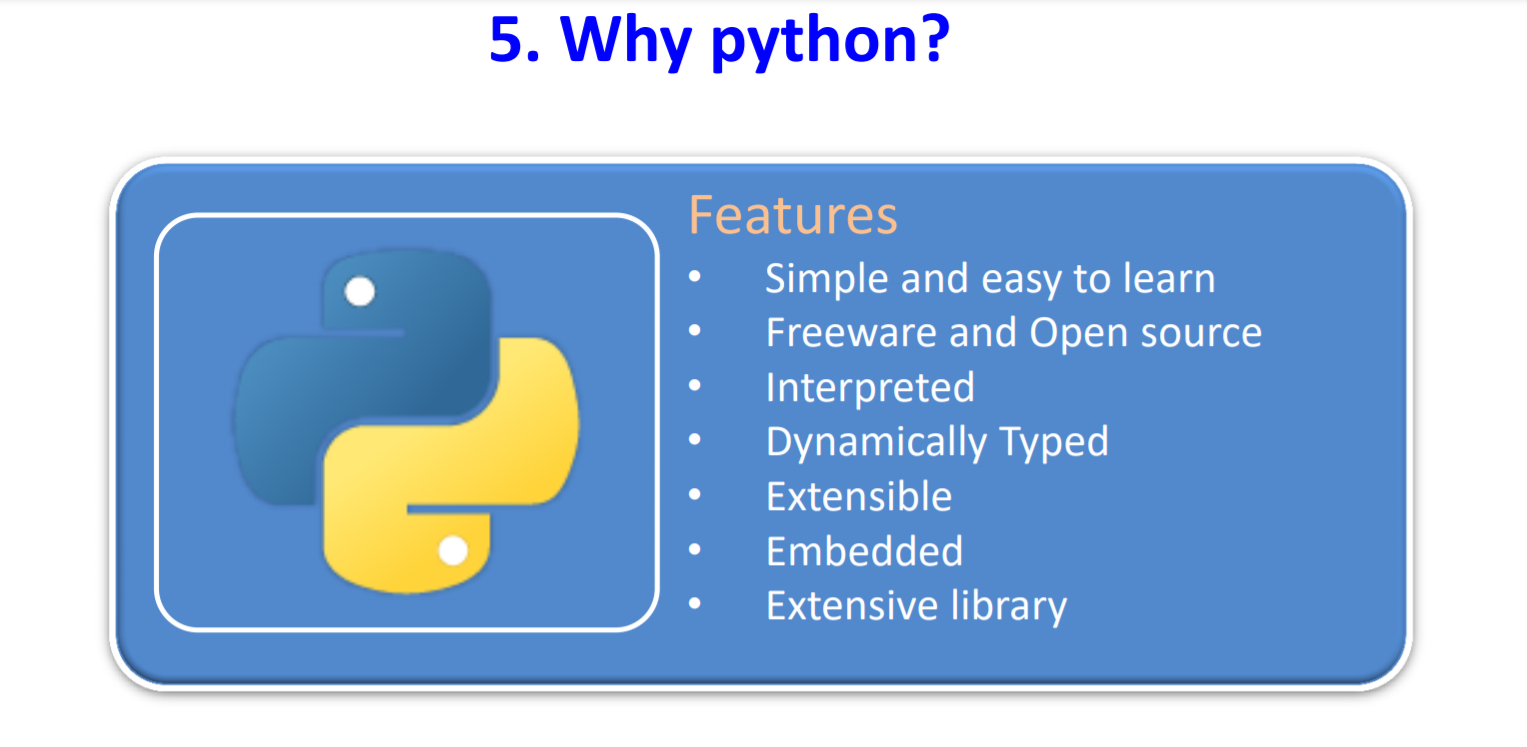 5. Why python?
Features
• Simple and easy to learn
• Freeware and Open source
• Interpreted
• Dynamically Typed
• Extensible
• Embedded
• Extensive library